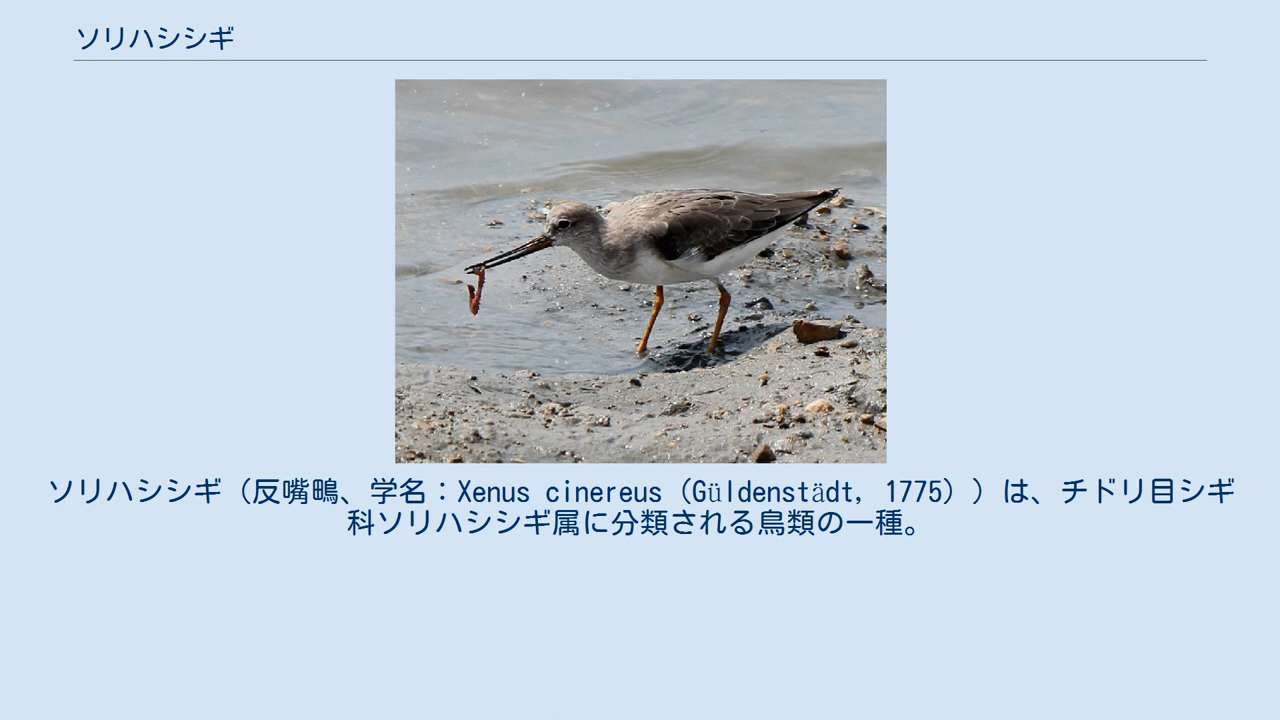 ソリハシシギ
ソリハシシギ（反嘴鴫、学名：Xenus cinereus (Güldenstädt, 1775)）は、チドリ目シギ
科ソリハシシギ属に分類される鳥類の一種。